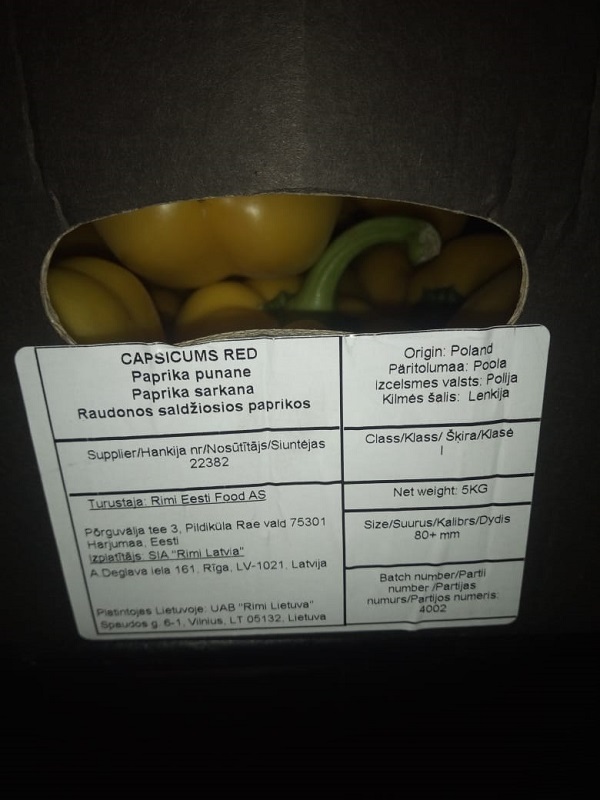 CAPSICUMS RED
Paprika punane
Paprika sarkana
Raudonos saldžiosios paprikos
Supplier/Hankija nr/Nosūtītājs/Siuntėjas
22382
Turustaja: Rimi Eesti Food AS
Põrguvälja tee 3, Pildiküla Rae vald 75301
Harjumaa, Eesti
Izplatītājs: SIA "Rimi Latvia"
A.Deglava iela 161, Rīga, LV-1021, Latvija
Platintojas Lietuvoje: UAB "Rimi Lietuva"
Spaudos g. 6-1, Vilnius, LT 05132, Lietuva
Origin: Poland
Päritolumaa: Poola
Izcelsmes valsts: Polija
Kilmės šalis: Lenkija
Class/Klass/ Šķira/Klasė
I
Net weight: 5KG
Size/Suurus/Kalibrs/Dydis
80+ mm
Batch number/Partii
number /Partijas
numurs/Partijos numeris:
4002